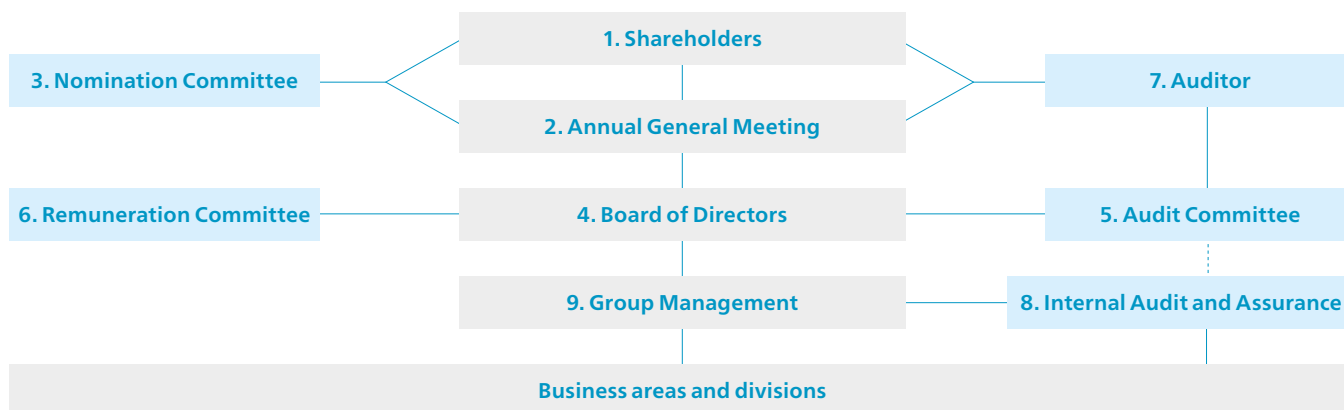 1. Shareholders
3. Nomination Committee
7. Auditor
2. Annual General Meeting
6. Remuneration Committee
4. Board of Directors
5. Audit Committee
9. Group Management
8. Internal Audit and Assurance
Business areas and divisions